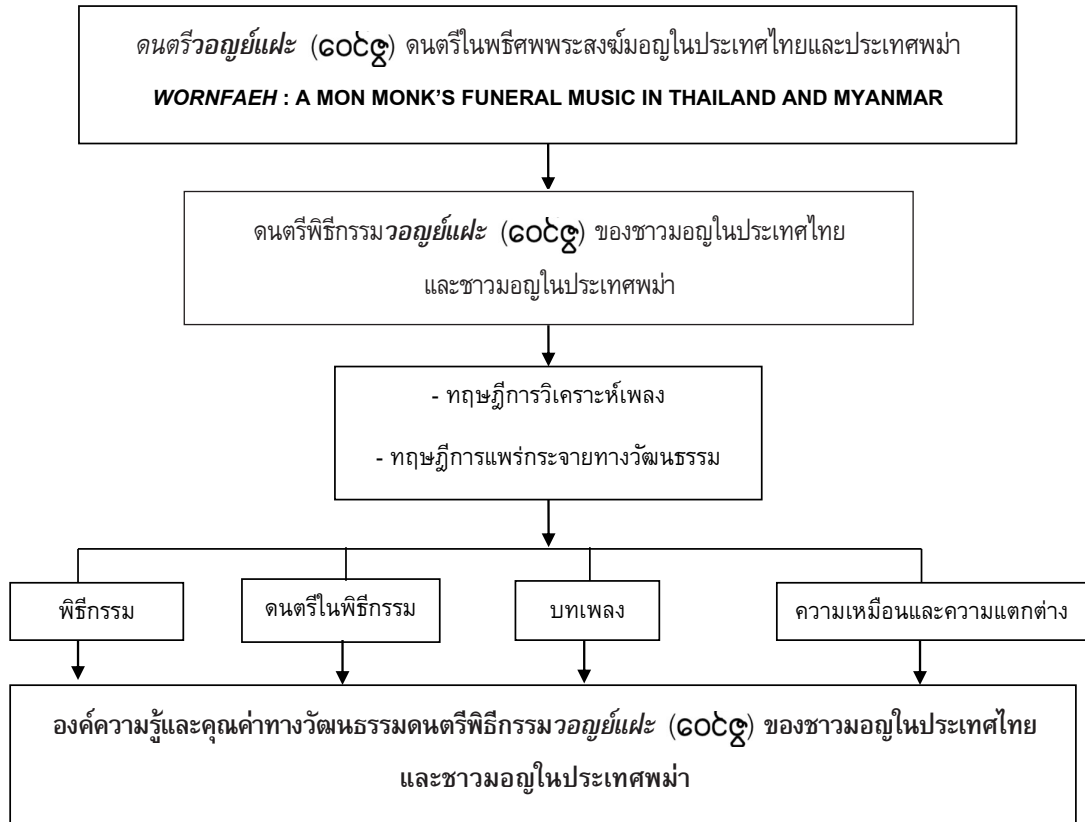 ดนตรีวอญย์แฝะ (ဝေင်ဇွ) ดนตรีในพิธีศพพระสงฆ์มอญในประเทศไทยและประเทศพม่า
WORNFAEH : A MON MONK'S FUNERAL MUSIC IN THAILAND AND MYANMAR
ดนตรีพิธีกรรมวอญย์แฝะ (ဝေင်ဇွ) ของชาวมอญในประเทศไทย
และชาวมอญในประเทศพม่า
- ทฤษฎีการวิเคราะห์เพลง
- ทฤษฎีการแพร่กระจายทางวัฒนธรรม
พิธีกรรม
ดนตรีในพิธีกรรม
บทเพลง
ความเหมือนและความแตกต่าง
องค์ความรู้และคุณค่าทางวัฒนธรรมดนตรีพิธีกรรมวอญย์แฝะ (ဝေင်ဇွ) ของชาวมอญในประเทศไทย
และชาวมอญในประเทศพม่า